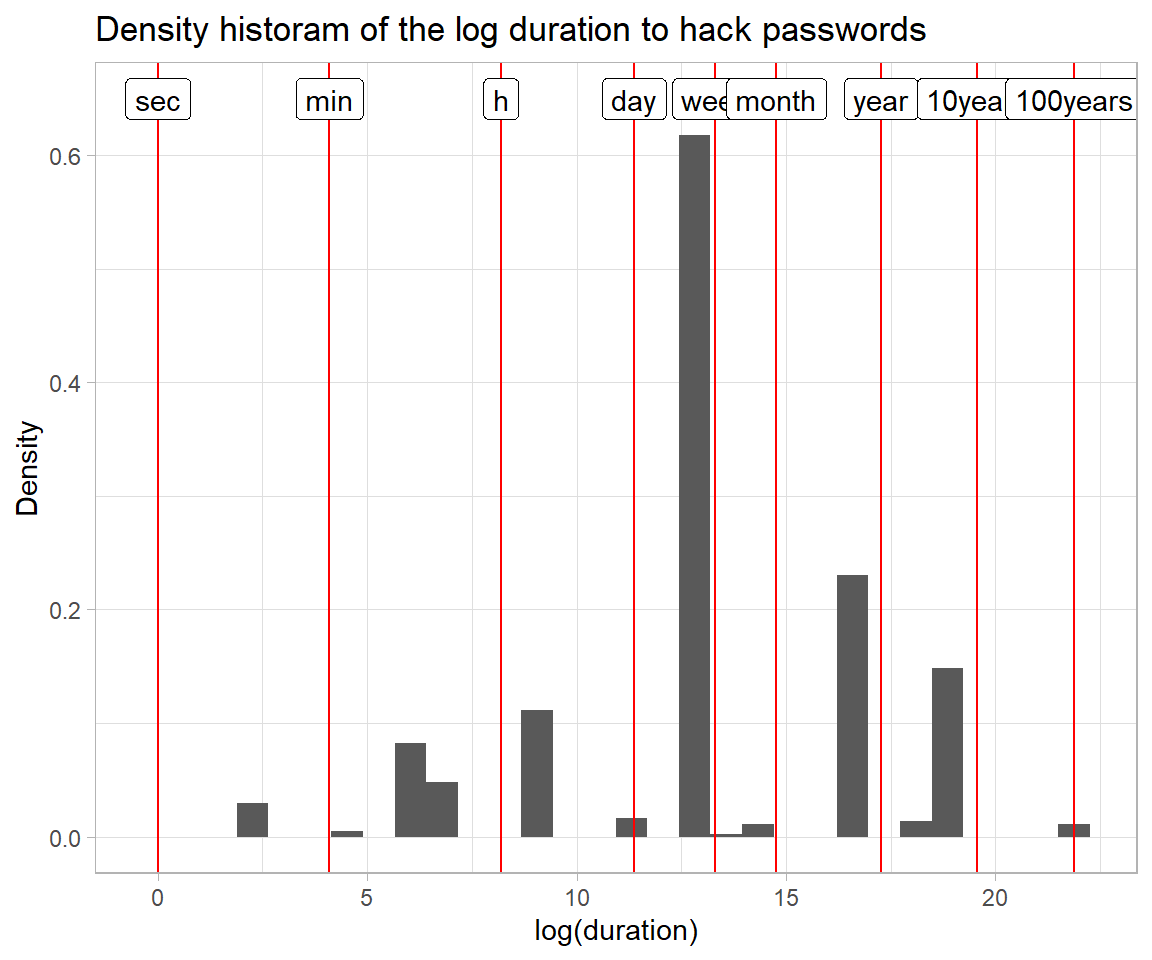 Density historam of the log duration to hack passwords
sec min h day wee month year 10yea 100years
0.6
0.4
0.2
0.0
Density
0 5 10 15 20
log(duration)